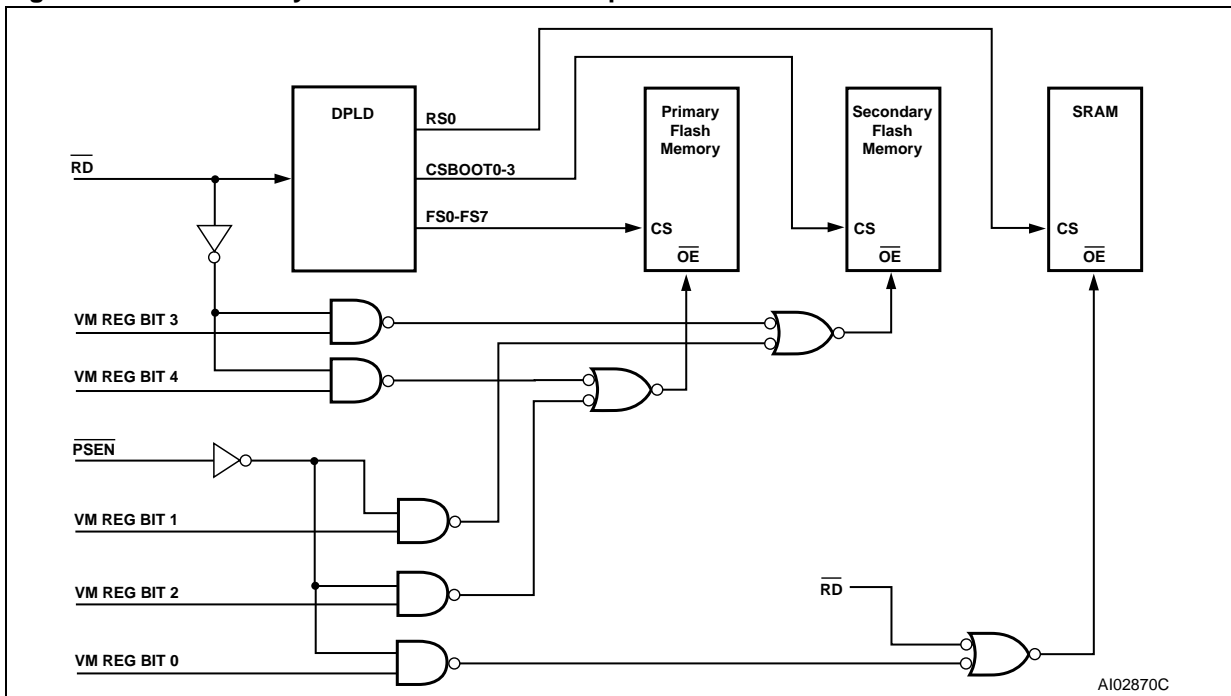 DPLD
RS0
CSBOOT0-3
FS0-FS7
Primary
Flash
Memory
CS
OE
Secondary
Flash
Memory
CS
OE
SRAM
CS
OE
RD
VM REG BIT 3
VM REG BIT 4
PSEN
VM REG BIT 1
VM REG BIT 2
VM REG BIT 0
RD
AI02870C